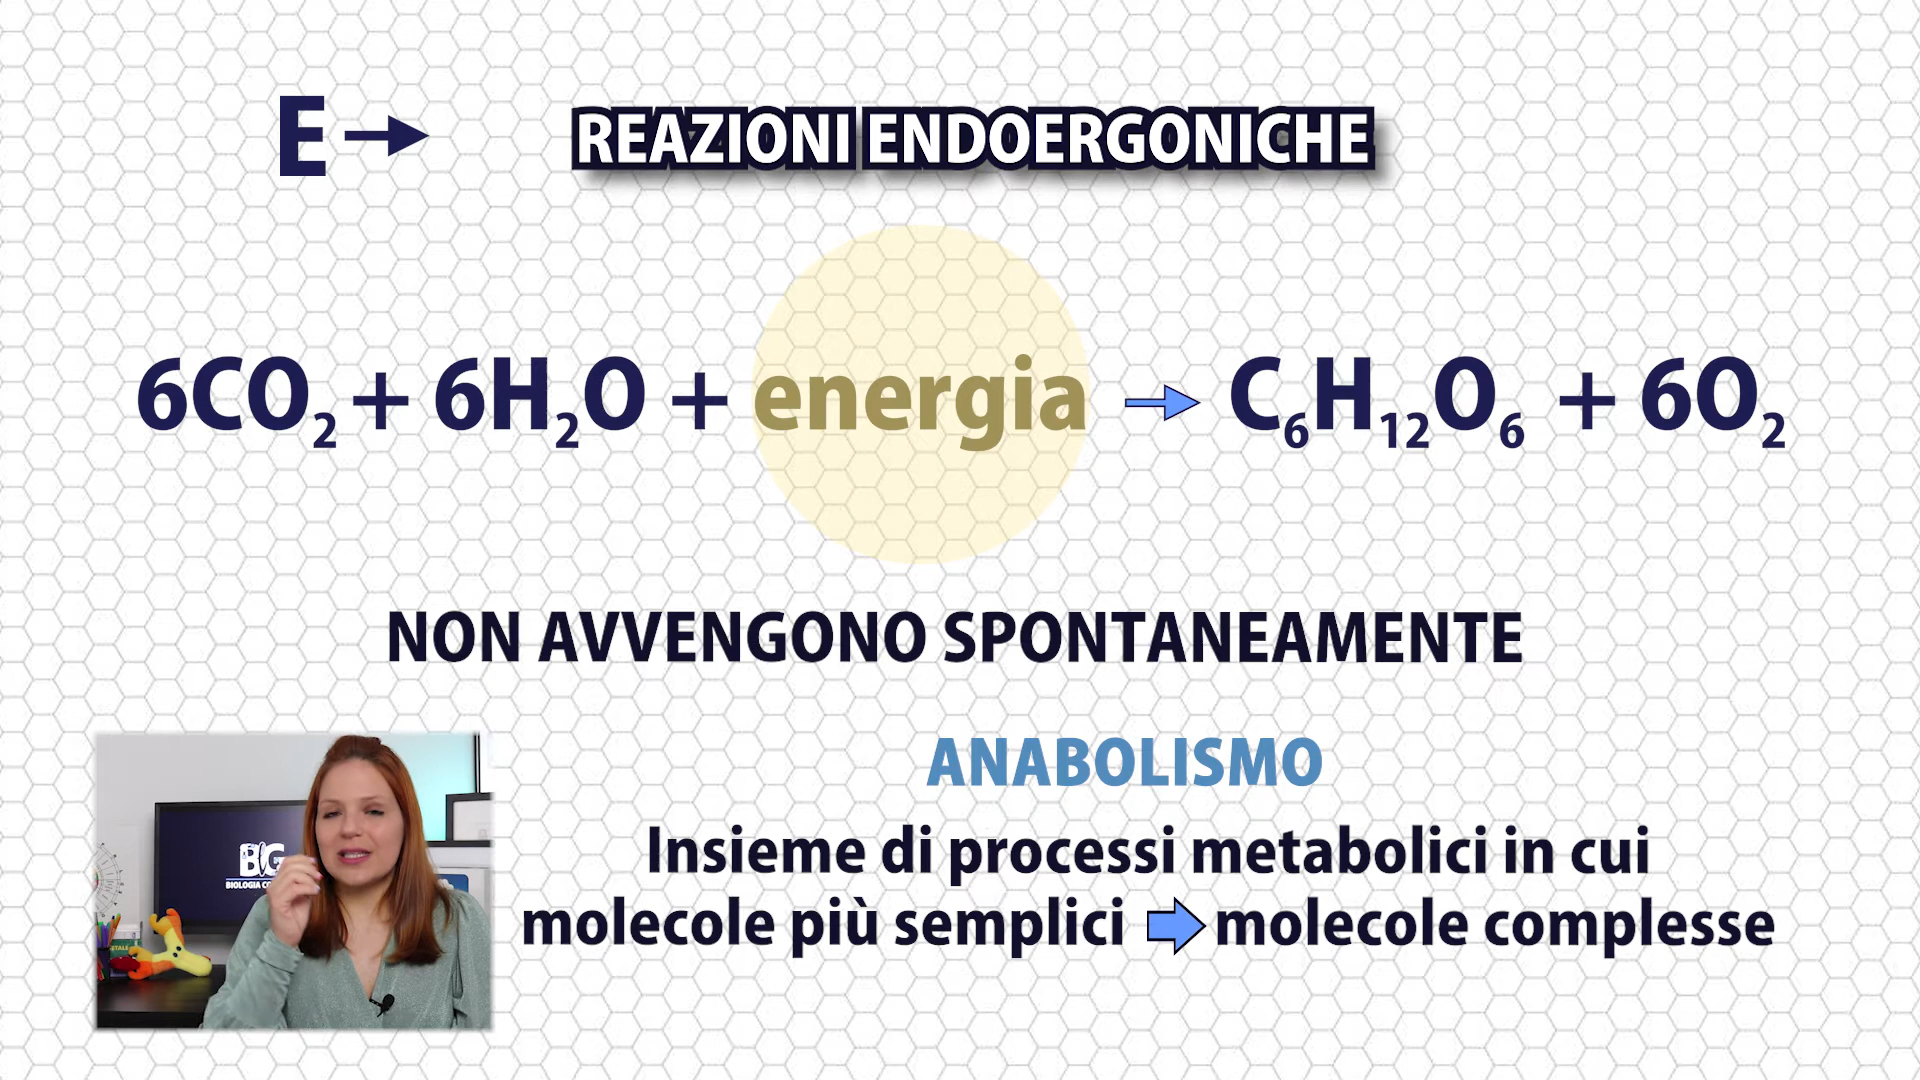 E → REAZIONI ENDOERGONICHE
6CO₂ + 6H₂O + energia → C₆H₁₂O₆ + 6O₂
NON AVVENGONO SPONTANEAMENTE
ANABOLISMO
Insieme di processi metabolici in cui
molecole più semplici → molecole complesse
BIG
BIOLOGIA